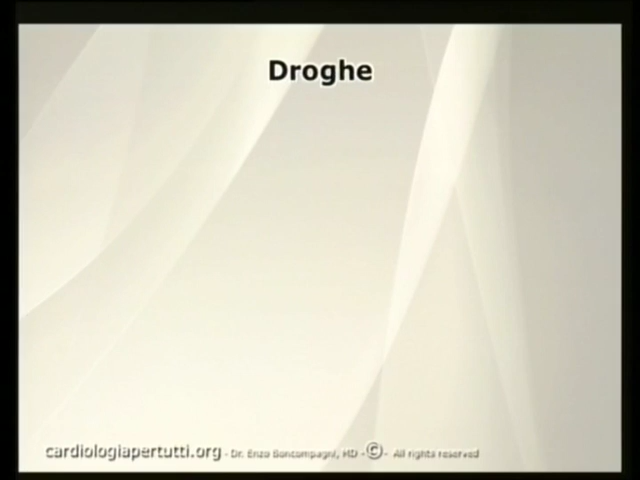 Droghe
cardiologiapertutti.org - Dr. Enzo Boncompagni, MD - © - All rights reserved